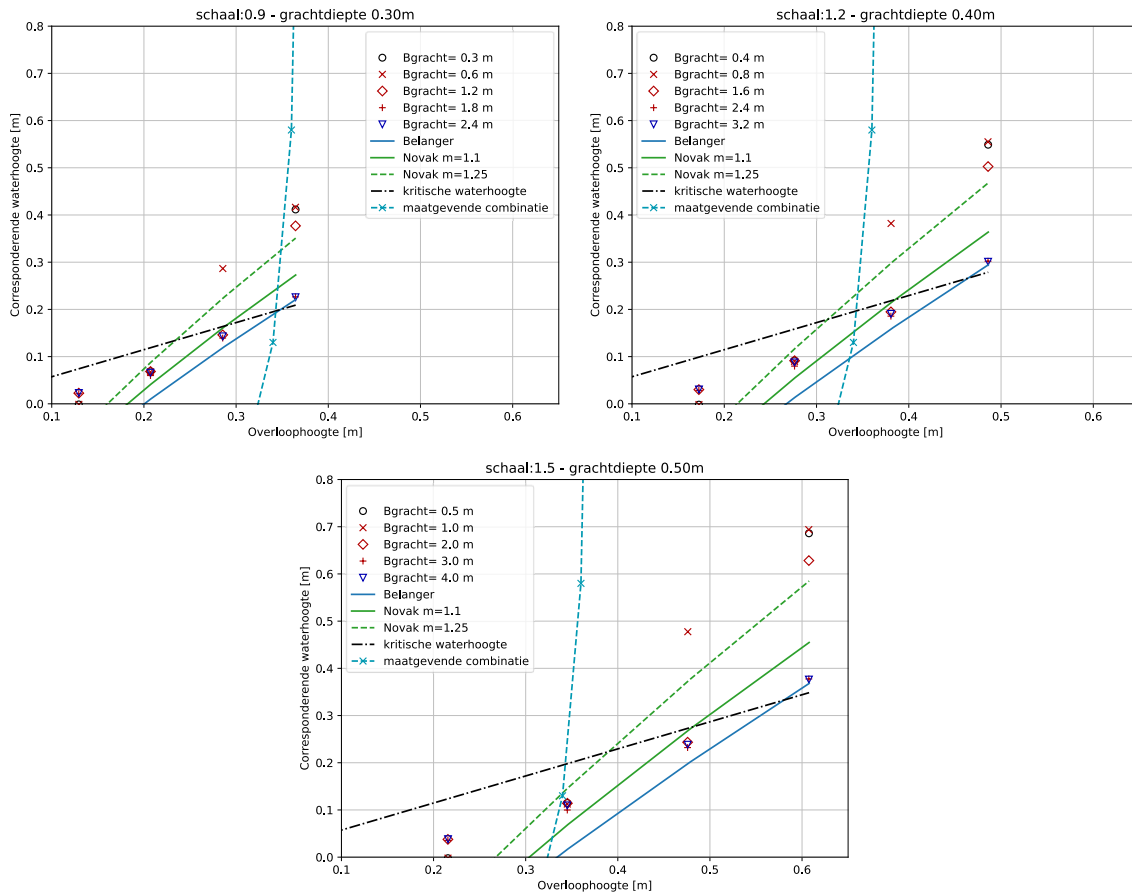 schaal:0.9 - grachtdiepte 0.30m
Corresponderende waterhoogte [m]
0.8
0.7
0.6
0.5
0.4
0.3
0.2
0.1
0.0
Bgracht= 0.3 m
Bgracht= 0.6 m
Bgracht= 1.2 m
Bgracht= 1.8 m
Bgracht= 2.4 m
Belanger
Novak m=1.1
Novak m=1.25
kritische waterhoogte
maatgevende combinatie
0.1 0.2 0.3 0.4 0.5 0.6
Overloophoogte [m]
schaal:1.2 - grachtdiepte 0.40m
Corresponderende waterhoogte [m]
0.8
0.7
0.6
0.5
0.4
0.3
0.2
0.1
0.0
Bgracht= 0.4 m
Bgracht= 0.8 m
Bgracht= 1.6 m
Bgracht= 2.4 m
Bgracht= 3.2 m
Belanger
Novak m=1.1
Novak m=1.25
kritische waterhoogte
maatgevende combinatie
0.1 0.2 0.3 0.4 0.5 0.6
Overloophoogte [m]
schaal:1.5 - grachtdiepte 0.50m
Corresponderende waterhoogte [m]
0.8
0.7
0.6
0.5
0.4
0.3
0.2
0.1
0.0
Bgracht= 0.5 m
Bgracht= 1.0 m
Bgracht= 2.0 m
Bgracht= 3.0 m
Bgracht= 4.0 m
Belanger
Novak m=1.1
Novak m=1.25
kritische waterhoogte
maatgevende combinatie
0.1 0.2 0.3 0.4 0.5 0.6
Overloophoogte [m]